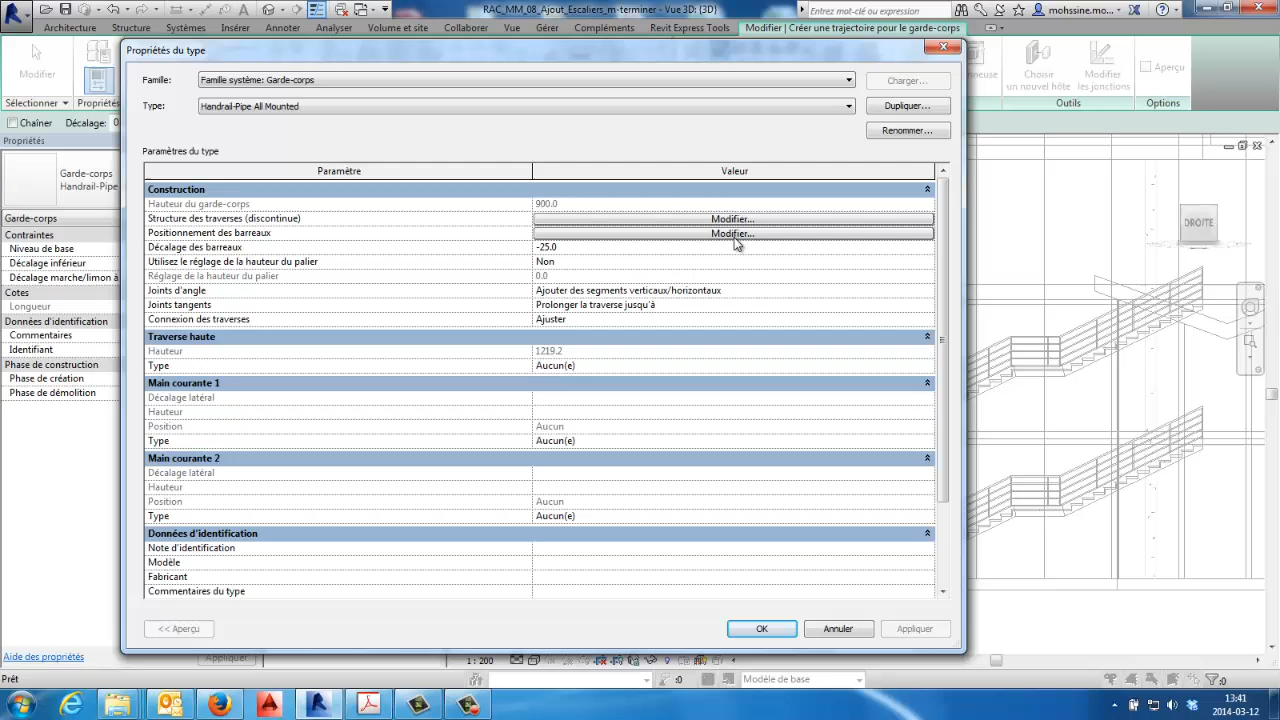 RAC_MM_08_Ajout_Escaliers_m-terminer - Vue 3D: {3D}
Entrez mot-clé ou expression
mohssine.mo...
Architecture Structure Systèmes Insérer Annoter Analyser Volume et site Collaborer Vue Gérer Compléments Revit Express Tools Modifier | Créer une trajectoire pour le garde-corps
Modifier
Choisir un nouvel hôte
Modifier les jonctions
Aperçu
Sélectionner Propriétés Outils Options
Chaîner Décalage: 0
Propriétés
Garde-corps
Handrail-Pipe
Garde-corps
Contraintes
Niveau de base
Décalage inférieur
Décalage marche/limon à
Cotes
Longueur
Données d'identification
Commentaires
Identifiant
Phase de construction
Phase de création
Phase de démolition
Aide des propriétés
Appliquer
Propriétés du type
Famille: Famille système: Garde-corps Charger...
Type: Handrail-Pipe All Mounted Dupliquer...
Renommer...
Paramètres du type
Paramètre Valeur
Construction
Hauteur du garde-corps 900.0
Structure des traverses (discontinue) Modifier...
Positionnement des barreaux Modifier...
Décalage des barreaux -25.0
Utilisez le réglage de la hauteur du palier Non
Réglage de la hauteur du palier 0.0
Joints d'angle Ajouter des segments verticaux/horizontaux
Joints tangents Prolonger la traverse jusqu'à
Connexion des traverses Ajuster
Traverse haute
Hauteur 1219.2
Type Aucun(e)
Main courante 1
Décalage latéral
Hauteur
Position Aucun
Type Aucun(e)
Main courante 2
Décalage latéral
Hauteur
Position Aucun
Type Aucun(e)
Données d'identification
Note d'identification
Modèle
Fabricant
Commentaires du type
<< Aperçu OK Annuler Appliquer
DROITE
1 : 200
Prêt
:0
Modèle de base
:0
13:41
2014-03-12